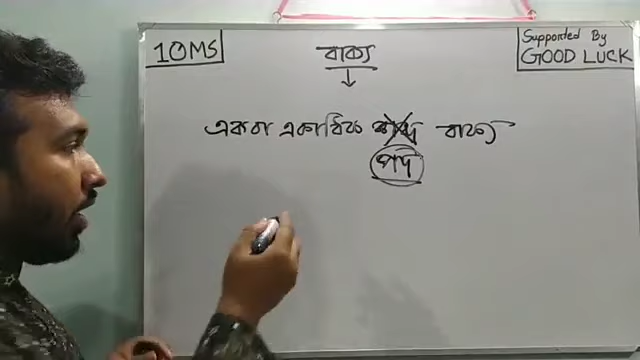 10MS
বাক্য
Supported By
GOOD LUCK
এক বা একাধিক শব্দ বাক্য
পদ